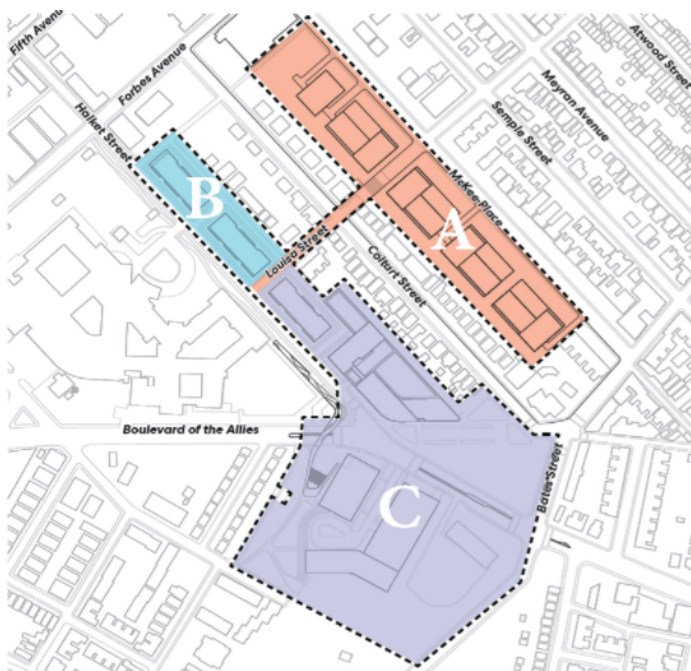 Fifth Avenue
Forbes Avenue
Halket Street
Atwood Street
Meyran Avenue
Semple Street
McKee Place
B
A
Louisa Street
Coltart Street
Boulevard of the Allies
Bates Street
C